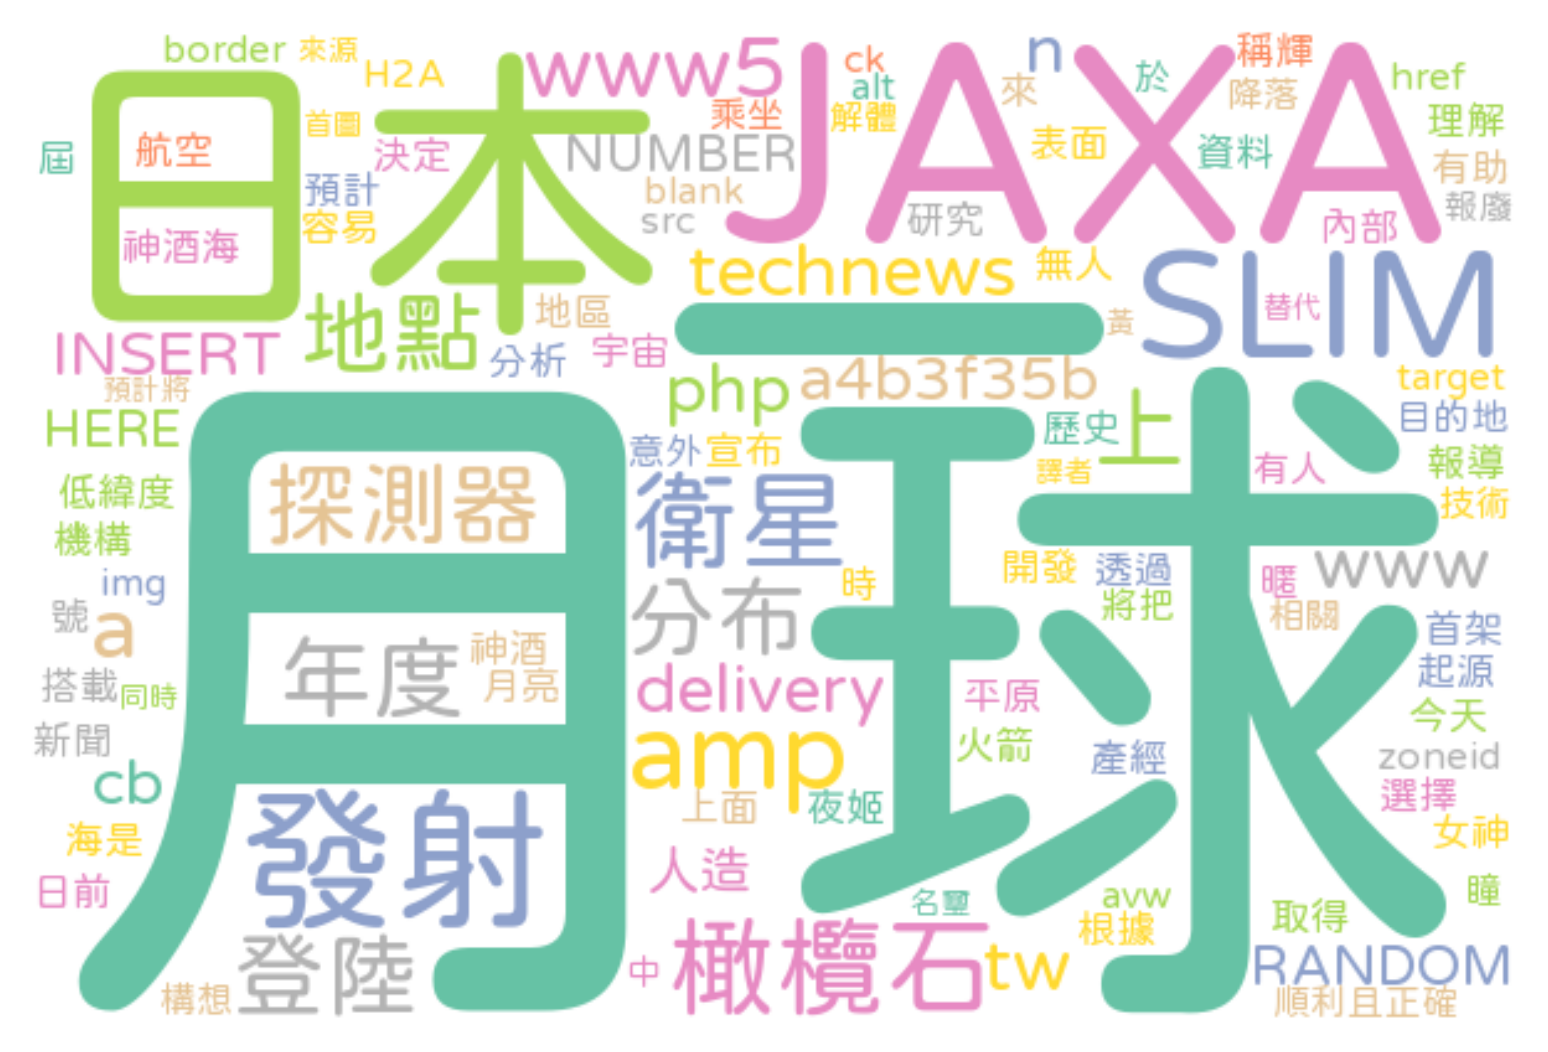 border
來源
H2A
www5
JAXA
ck
n
稱輝
於
href
日本
航空
首圖
決定
NUMBER
乘坐
alt
解體
來
表面
資料
降落
理解
有助
屆
預計
blank
神酒海
容易
src
研究
內部
報廢
technews
無人
SLIM
替代
地點
地區
一
黃
INSERT
分析
宇宙
預計將
php
a4b3f35b
target
HERE
月球
意外
宣布
歷史
上
目的地
探測器
譯者
有人
報導
低緯度
衛星
技術
機構
時
開發
透過
暱
www
img
分布
將把
相關
首架
號
a
年度
神酒
月亮
delivery
平原
起源
搭載
同時
今天
新聞
amp
火箭
產經
zoneid
cb
上面
夜姬
選擇
發射
海是
女神
人造
日前
名璽
avw
瞳
取得
根據
登陸
中
橄欖石
tw
RANDOM
構想
順利且正確